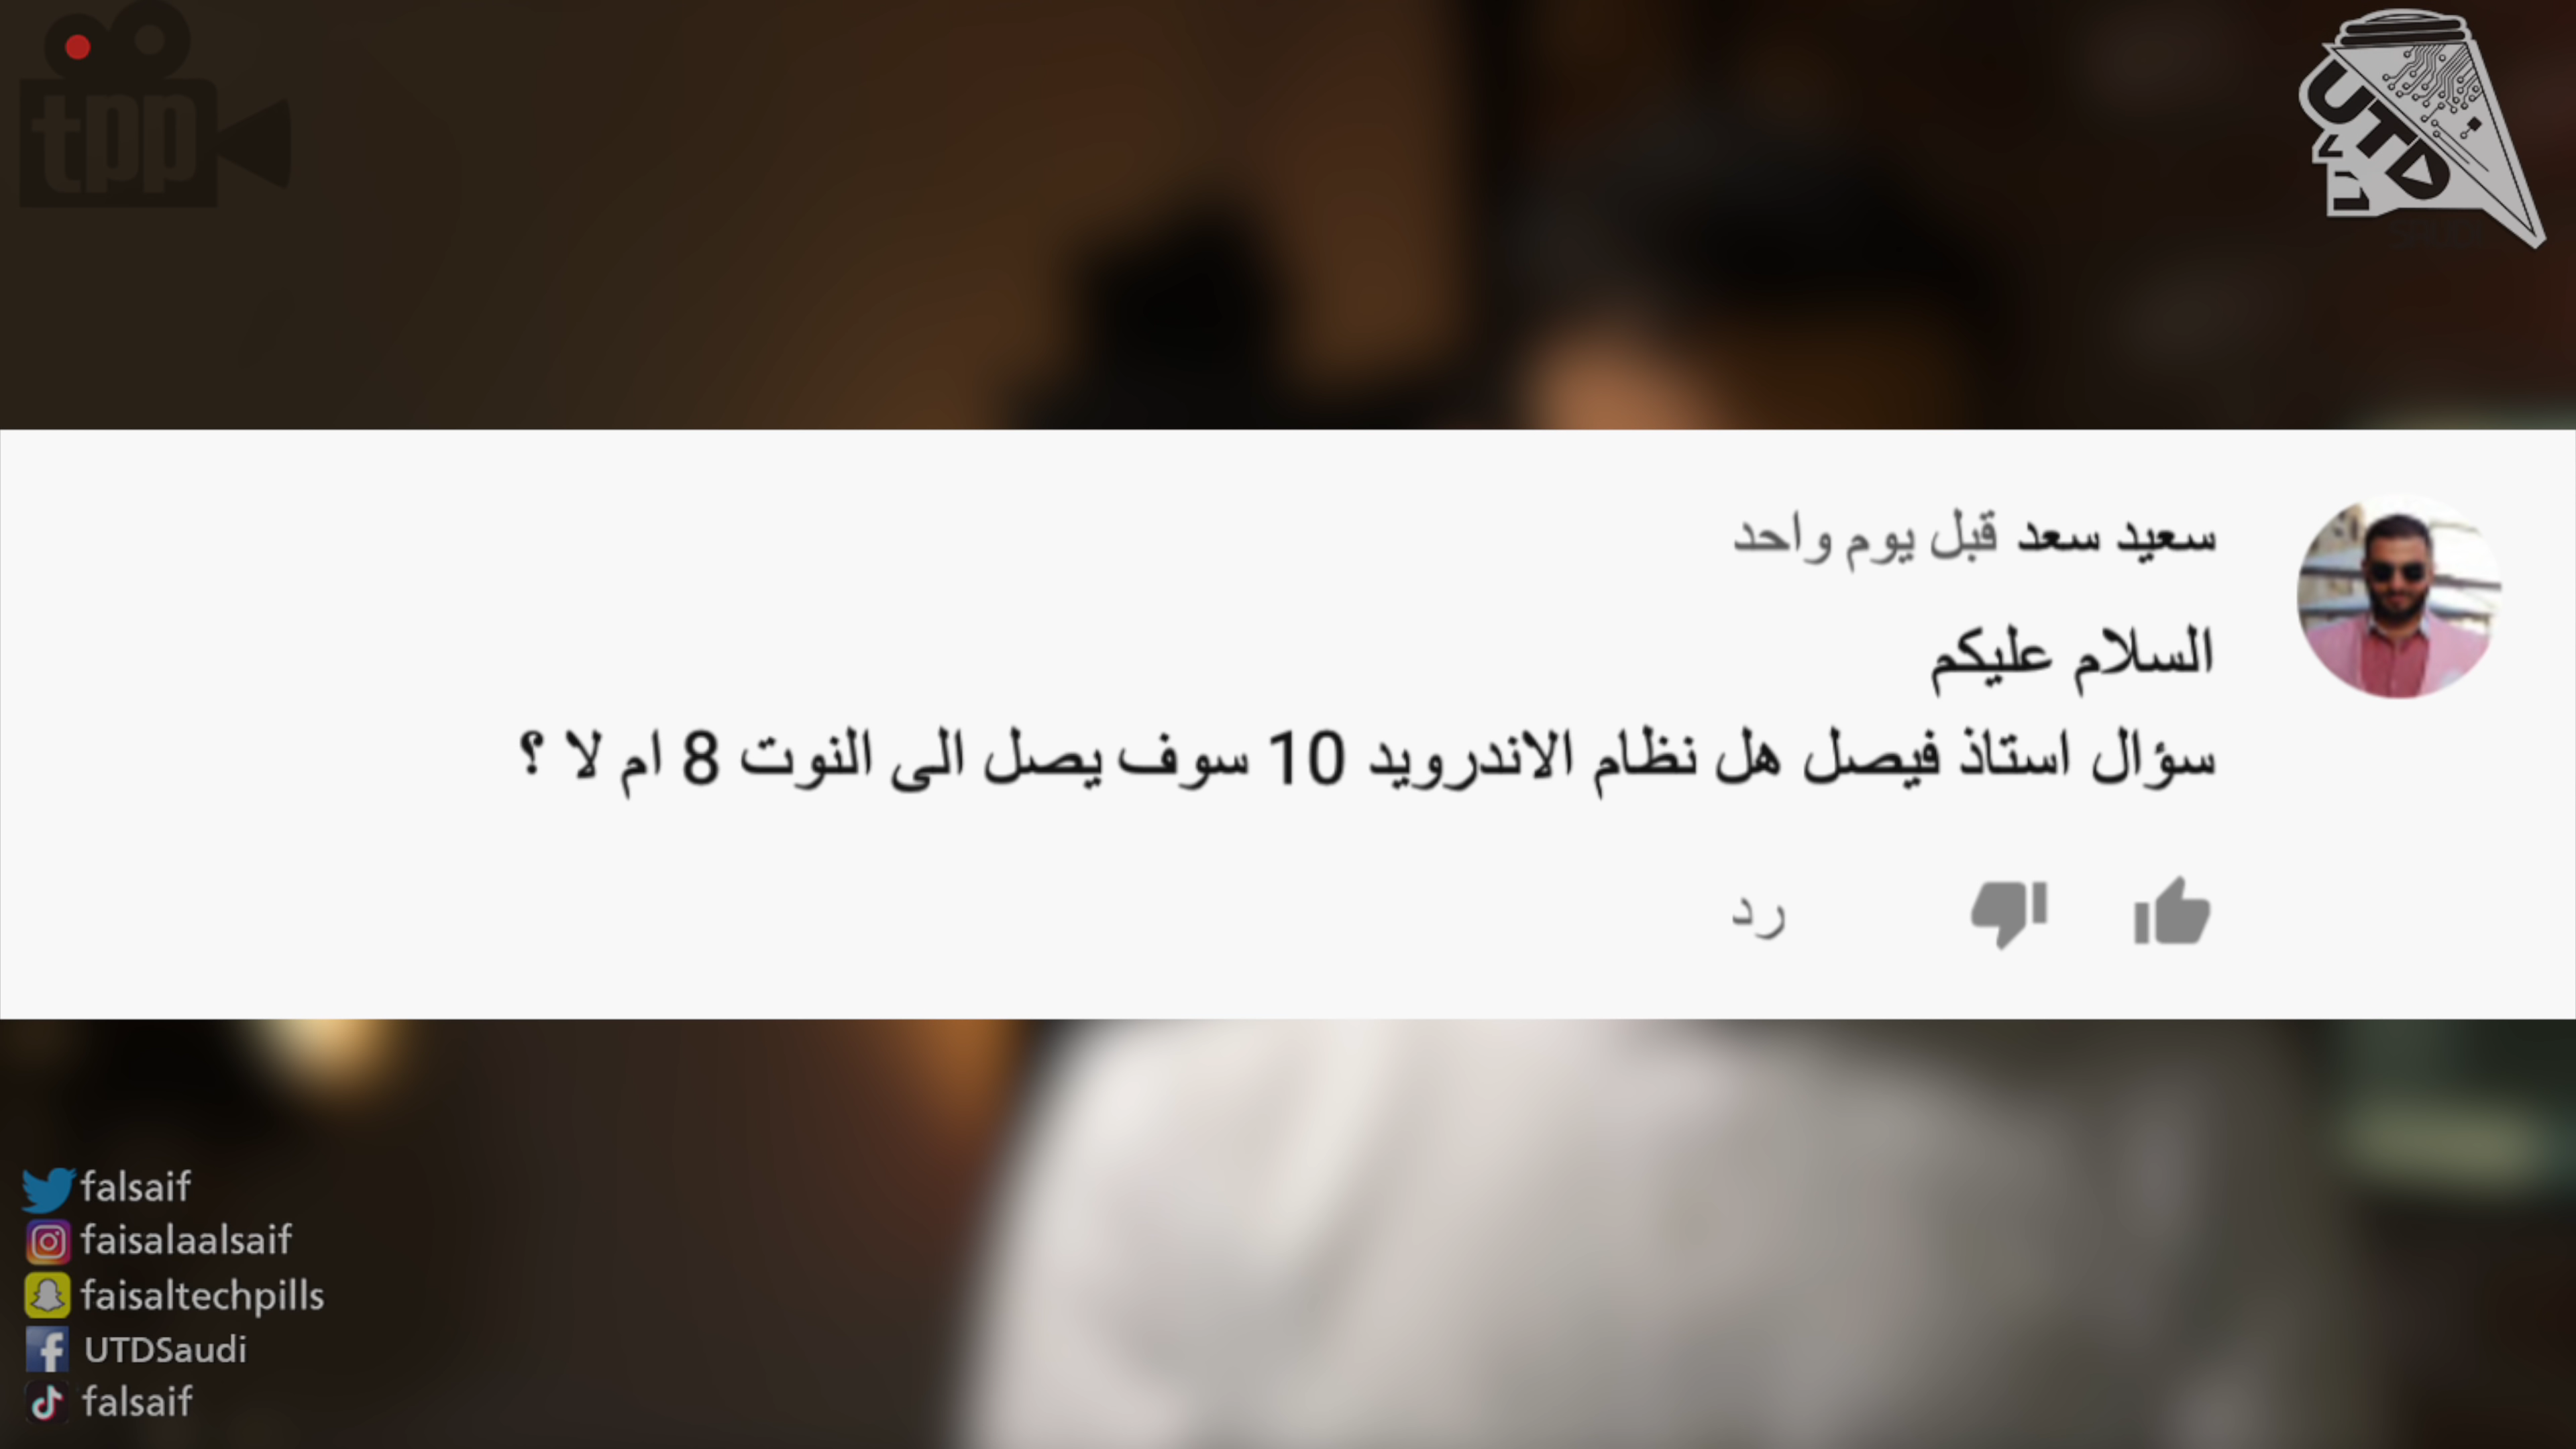 tpp
UTD
سعيد سعد قبل يوم واحد
السلام عليكم
سؤال استاذ فيصل هل نظام الاندرويد 10 سوف يصل الى النوت 8 ام لا ؟
رد
falsaif
faisalaalsaif
faisaltechpills
UTDSaudi
falsaif